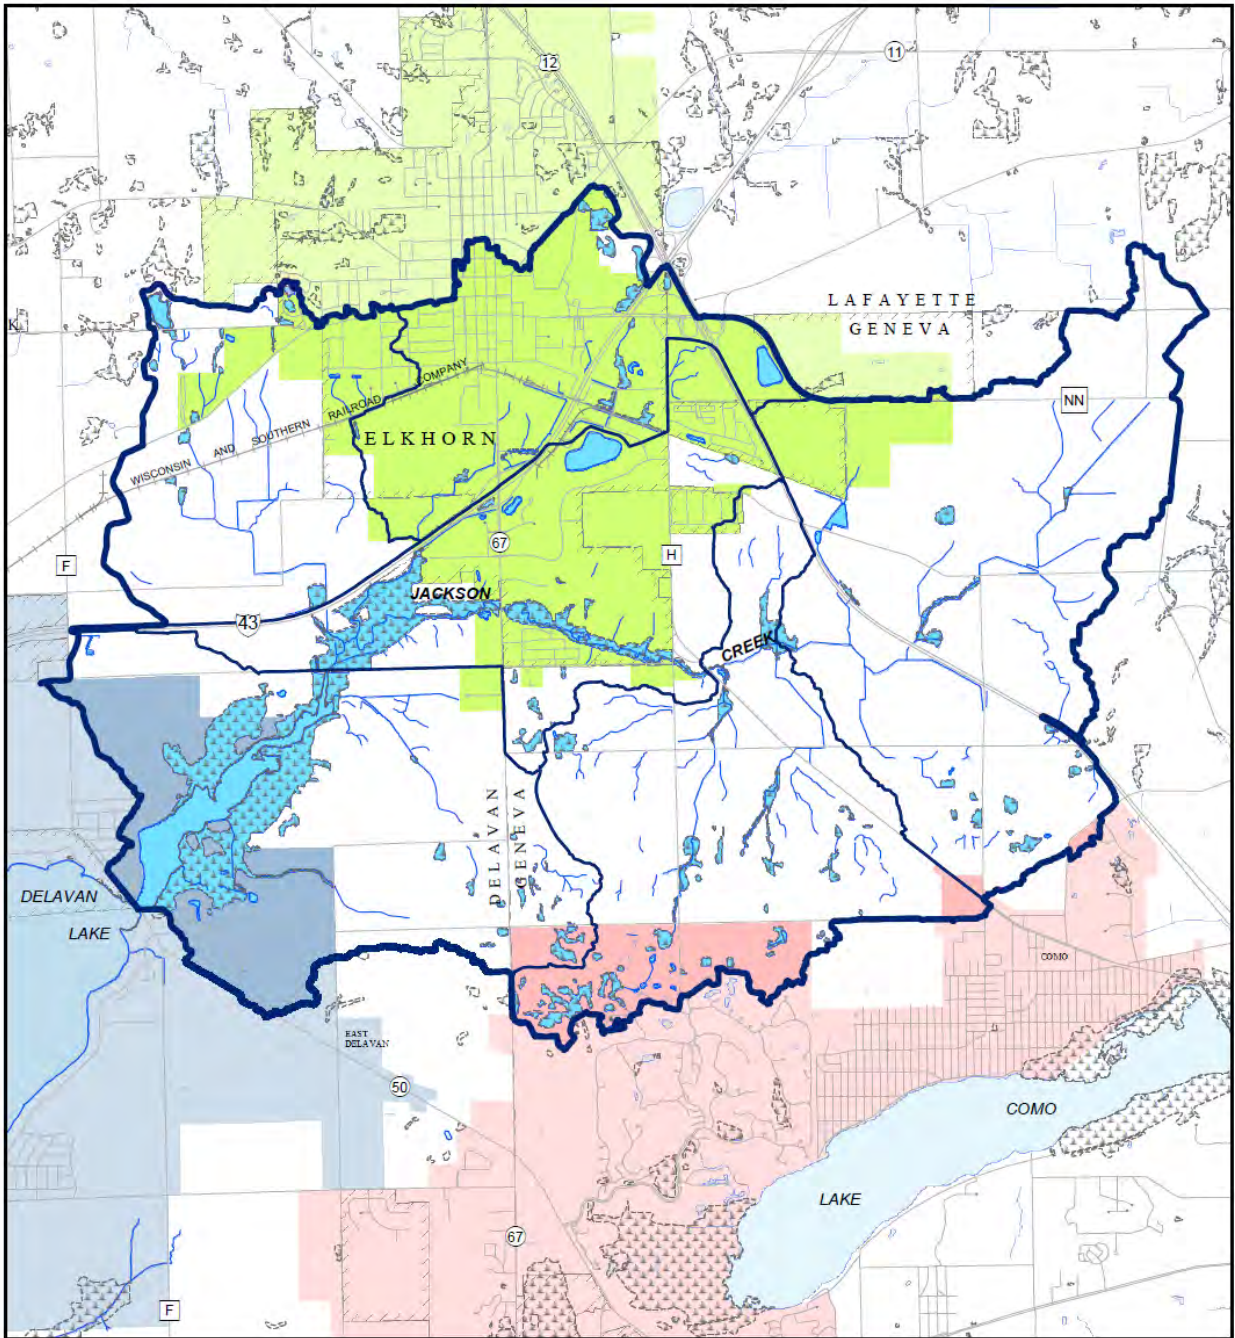 12
11
LAFAYETTE
GENEVA
K
NN
WISCONSIN AND SOUTHERN RAILROAD COMPANY
ELKHORN
67
F
H
JACKSON
43
CREEK
DELAVAN
GENEVA
DELAVAN
LAKE
COMO
EAST
DELAVAN
50
COMO
LAKE
67
F